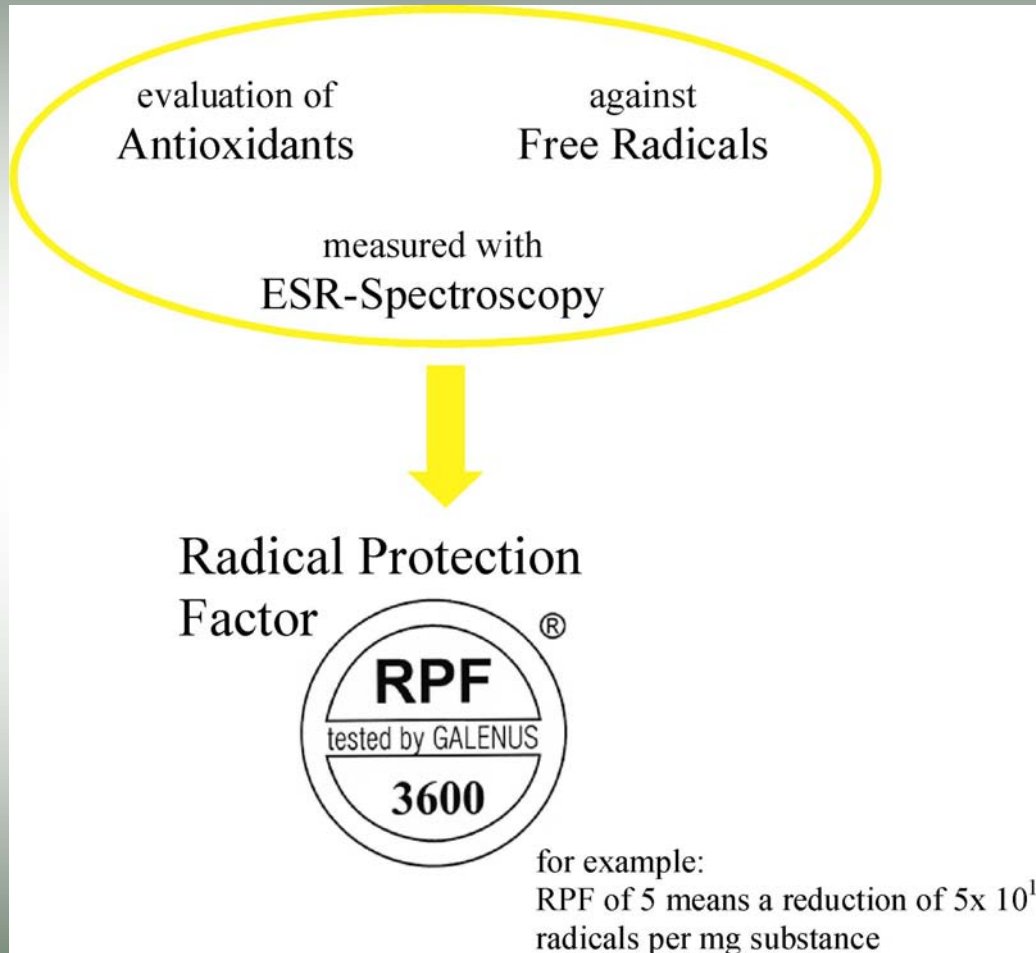 evaluation of
Antioxidants
against
Free Radicals
measured with
ESR-Spectroscopy
Radical Protection
Factor
®
RPF
tested by GALENUS
3600
for example:
RPF of 5 means a reduction of 5x 10
radicals per mg substance